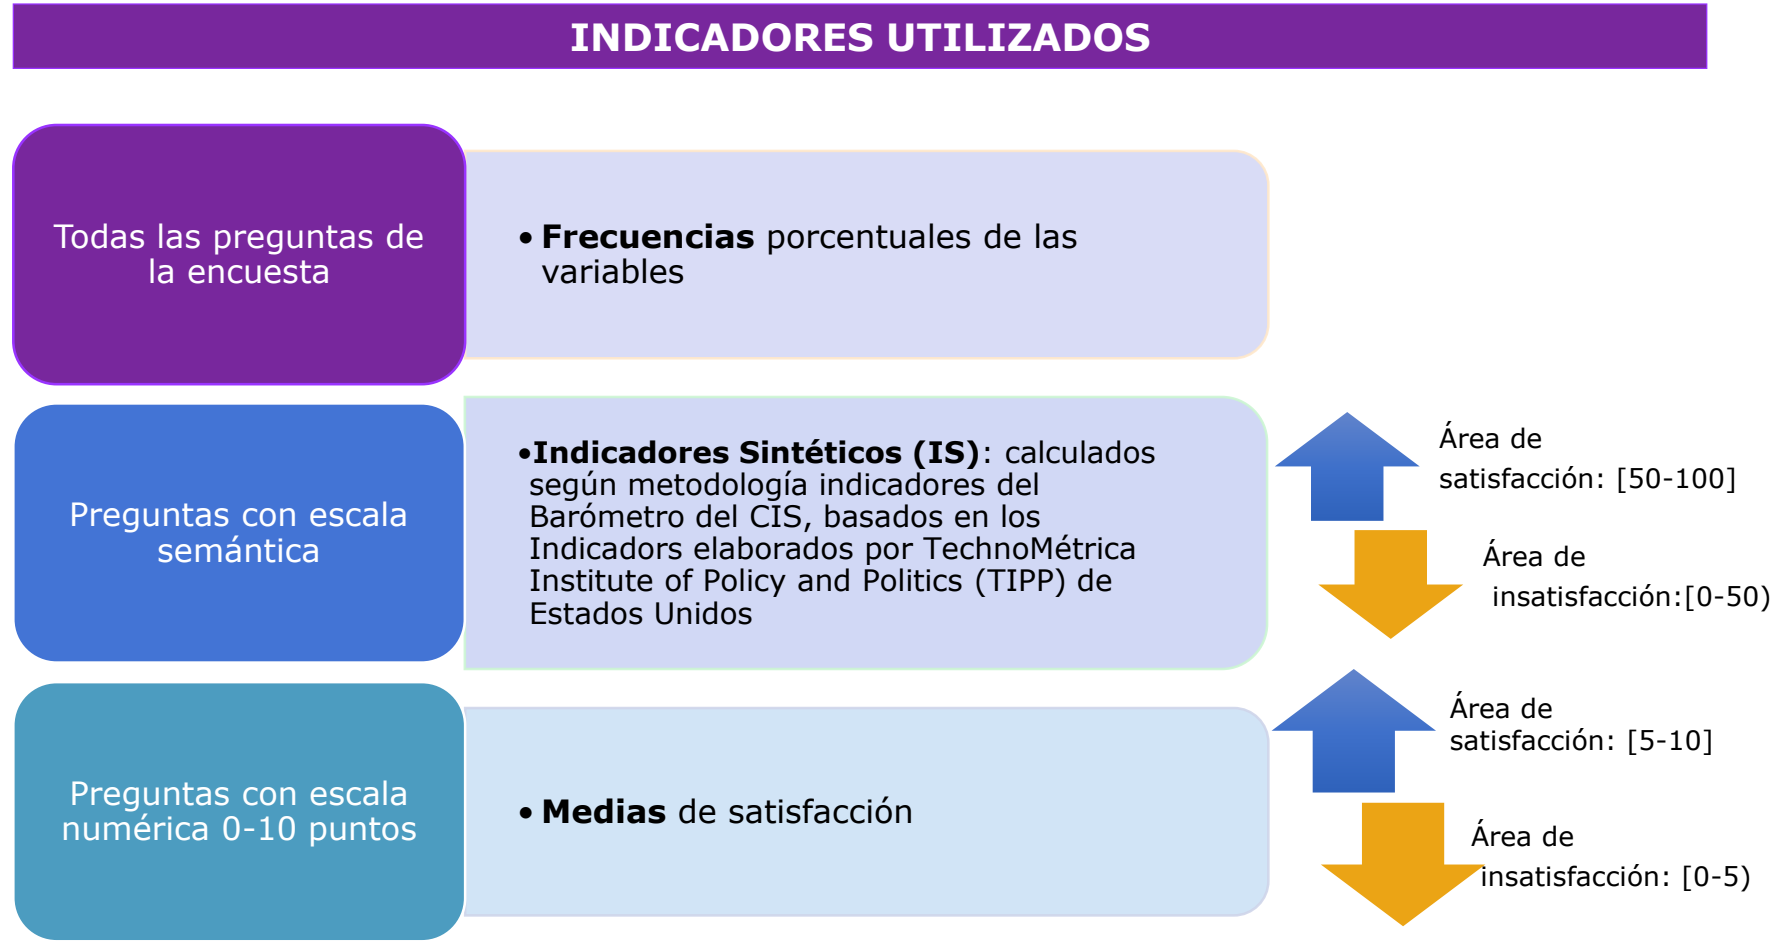 INDICADORES UTILIZADOS
Todas las preguntas de
la encuesta
• Frecuencias porcentuales de las
variables
Preguntas con escala
semántica
•Indicadores Sintéticos (IS): calculados
según metodología indicadores del
Barómetro del CIS, basados en los
Indicadors elaborados por TechnoMétrica
Institute of Policy and Politics (TIPP) de
Estados Unidos
Área de
satisfacción: [50-100]
Área de
insatisfacción:[0-50)
Preguntas con escala
numérica 0-10 puntos
• Medias de satisfacción
Área de
satisfacción: [5-10]
Área de
insatisfacción: [0-5)